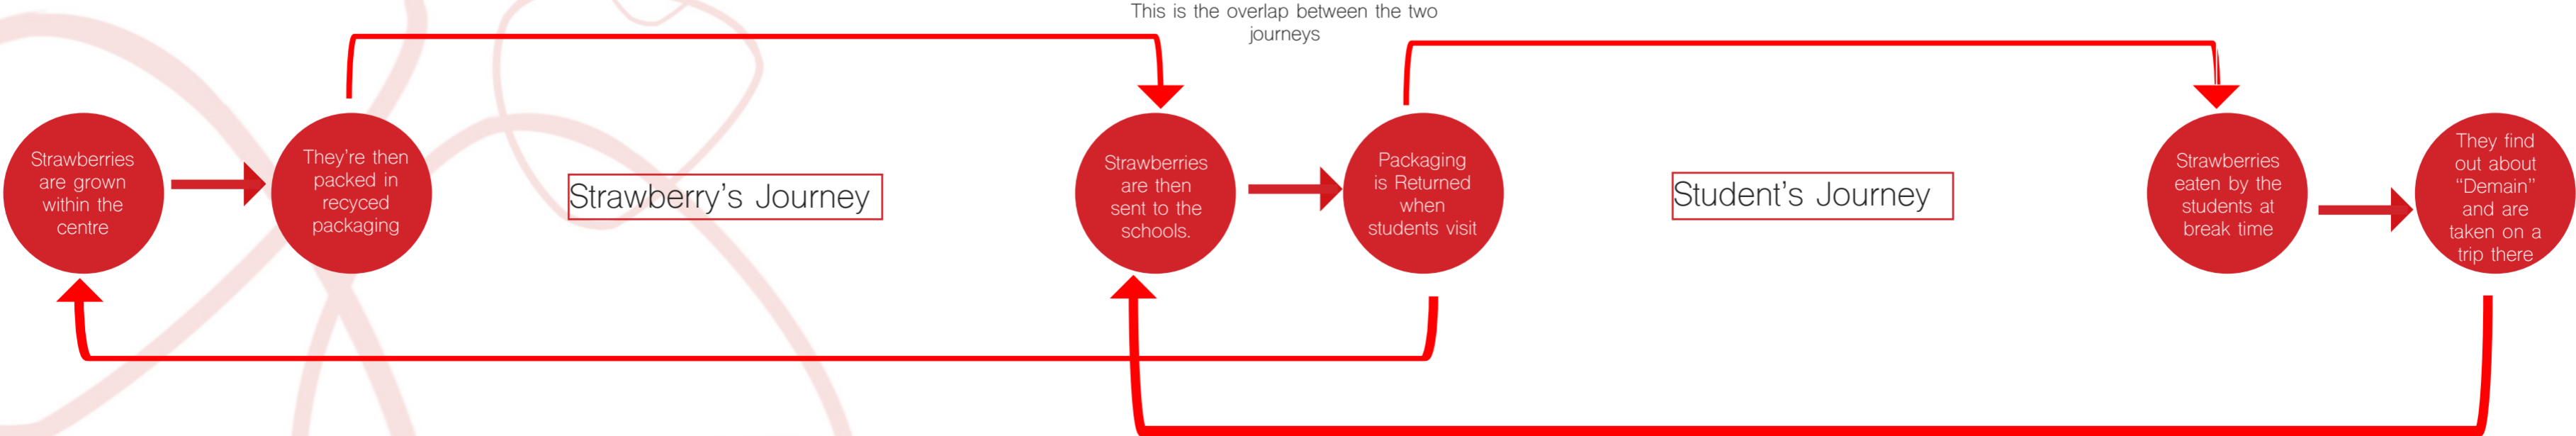 This is the overlap between the two
journeys
Strawberries
are grown
within the
centre
They're then
packed in
recyced
packaging
Strawberry's Journey
Strawberries
are then
sent to the
schools.
Packaging
is Returned
when
students visit
Student's Journey
Strawberries
eaten by the
students at
break time
They find
out about
“Demain”
and are
taken on a
trip there